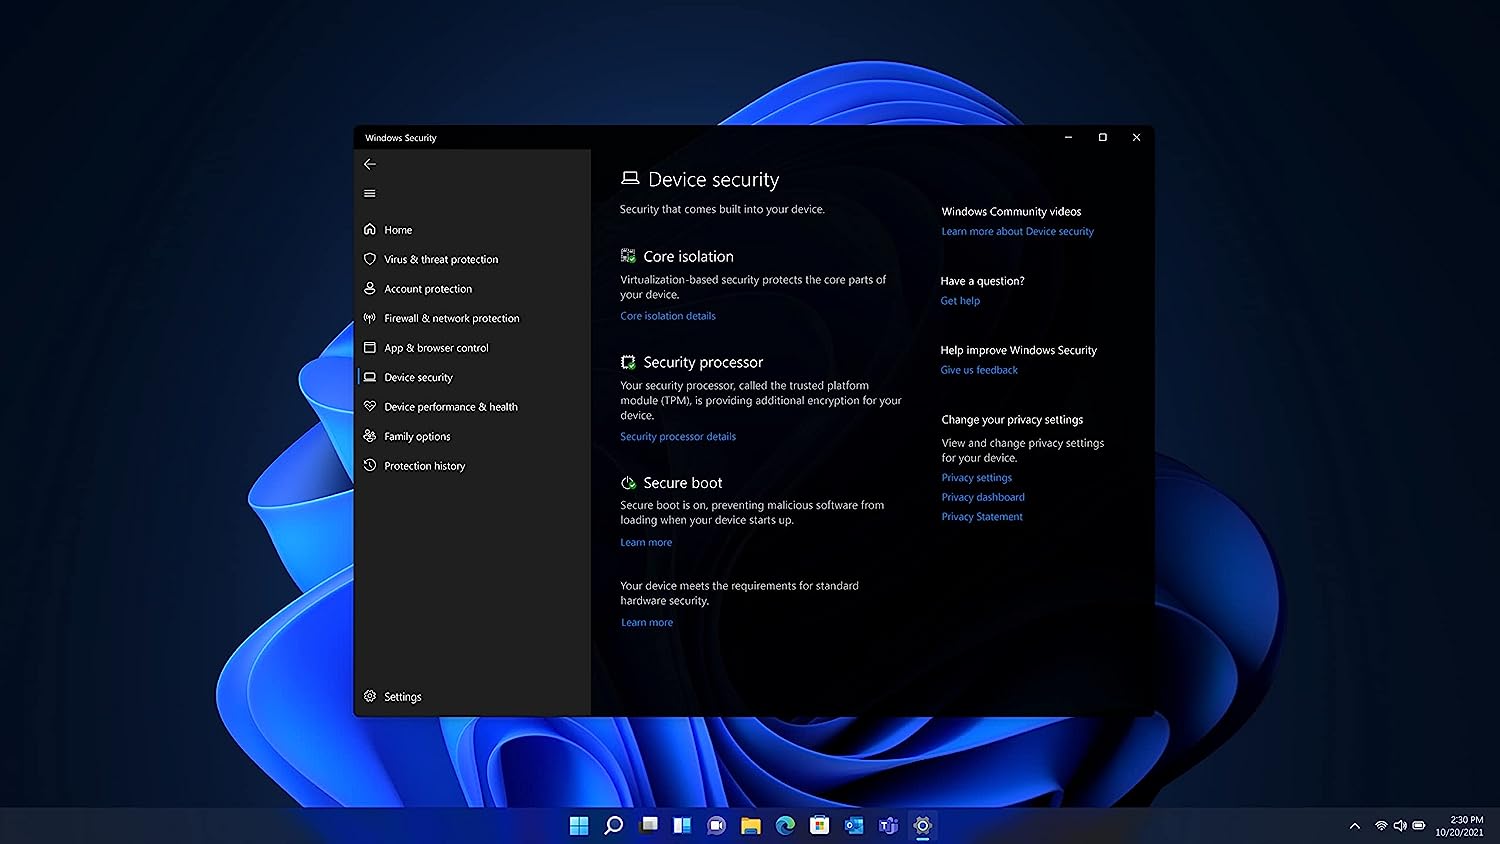 Windows Security
Home
Virus & threat protection
Account protection
Firewall & network protection
App & browser control
Device security
Device performance & health
Family options
Protection history
Settings
Device security
Security that comes built into your device.
Core isolation
Virtualization-based security protects the core parts of
your device.
Core isolation details
Security processor
Your security processor, called the trusted platform
module (TPM), is providing additional encryption for your
device.
Security processor details
Secure boot
Secure boot is on, preventing malicious software from
loading when your device starts up.
Learn more
Your device meets the requirements for standard
hardware security.
Learn more
Windows Community videos
Learn more about Device security
Have a question?
Get help
Help improve Windows Security
Give us feedback
Change your privacy settings
View and change privacy settings
for your device.
Privacy settings
Privacy dashboard
Privacy Statement
2:30 PM
10/20/2021